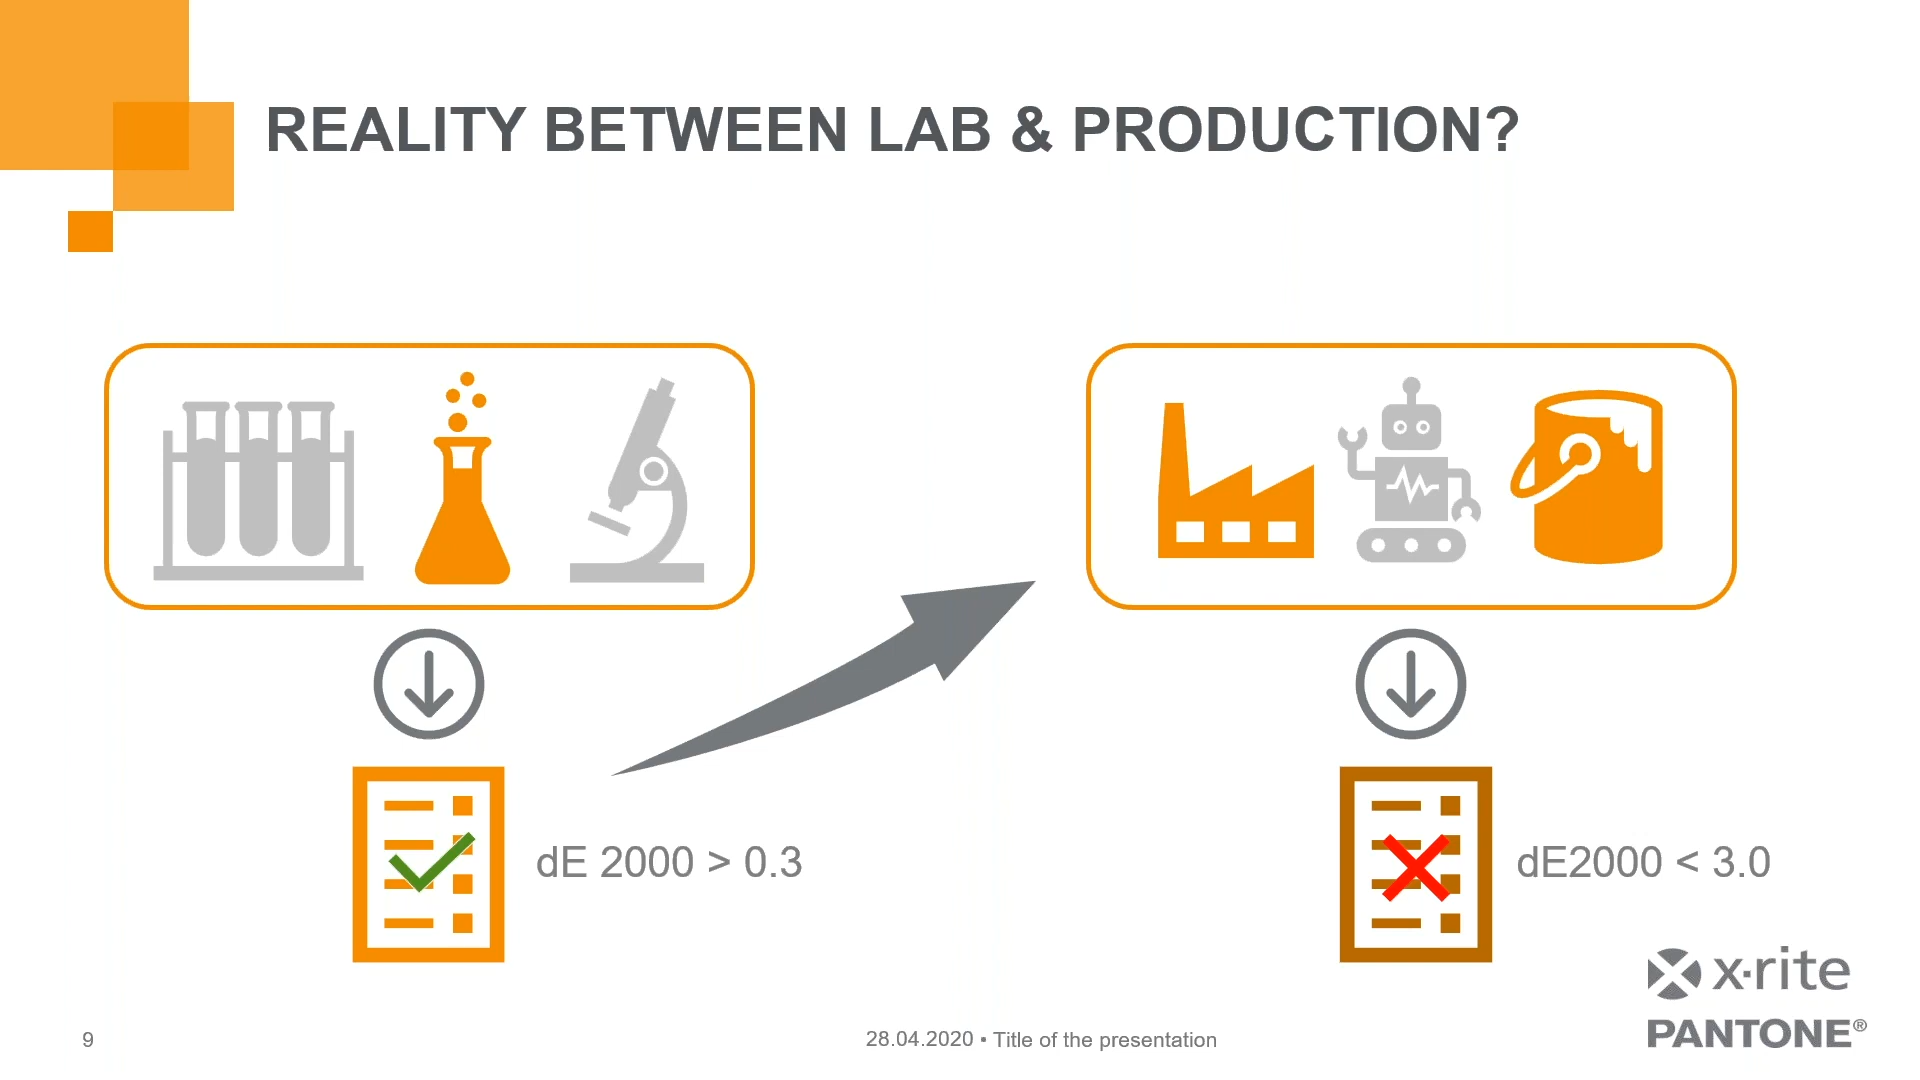 REALITY BETWEEN LAB & PRODUCTION?
dE 2000 > 0.3
dE2000 < 3.0
x·rite
PANTONE®
9
28.04.2020 ▪ Title of the presentation